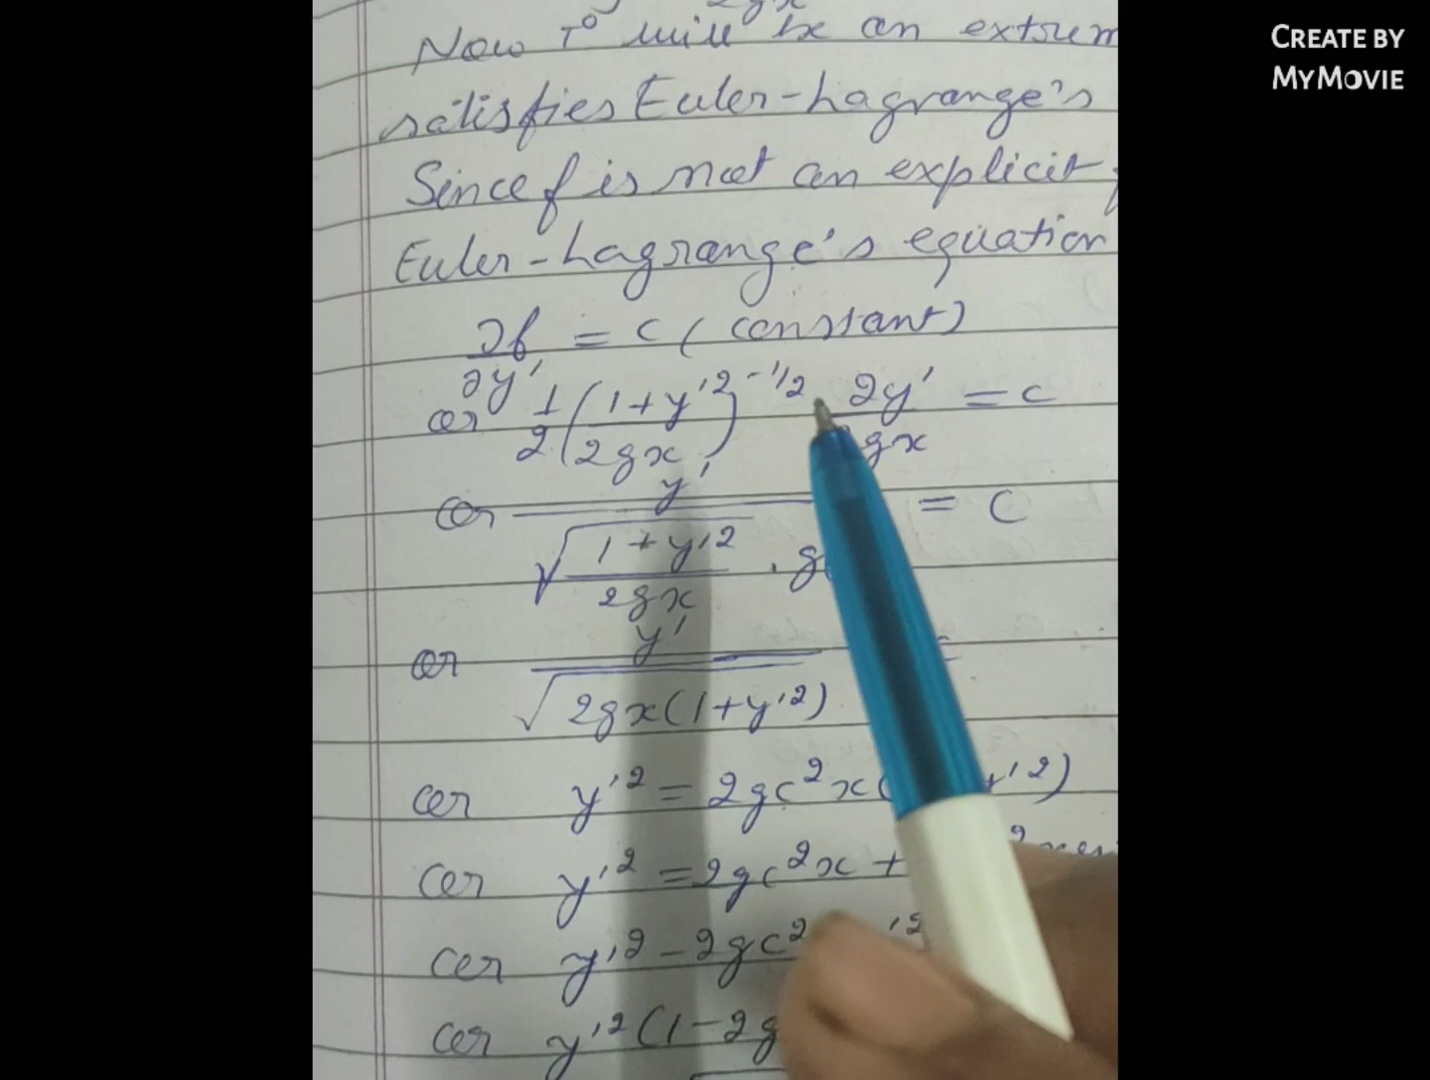 CREATE BY
MYMOVIE
Now T° will be an extrem
satisfies Euler-Lagrange's
Since f is not an explicit
Euler-Lagrange's equation
∂f/∂y' = c (constant)
or 1/2 (1+y'2/2gx)-1/2 2y'/2gx = c
or y'/√(1+y'2/2gx) . g = c
or y'/√2gx(1+y'2)
or y'2 = 2gc2x( y'2)
or y'2 = 2gc2x +
or y'2 - 2gc2 '2
or y'2(1-2g